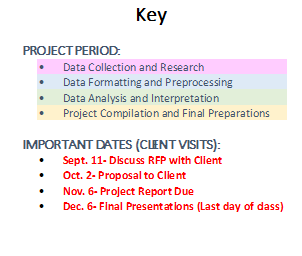 Key
PROJECT PERIOD:
• Data Collection and Research
• Data Formatting and Preprocessing
• Data Analysis and Interpretation
• Project Compilation and Final Preparations
IMPORTANT DATES (CLIENT VISITS):
• Sept. 11- Discuss RFP with Client
• Oct. 2- Proposal to Client
• Nov. 6- Project Report Due
• Dec. 6- Final Presentations (Last day of class)